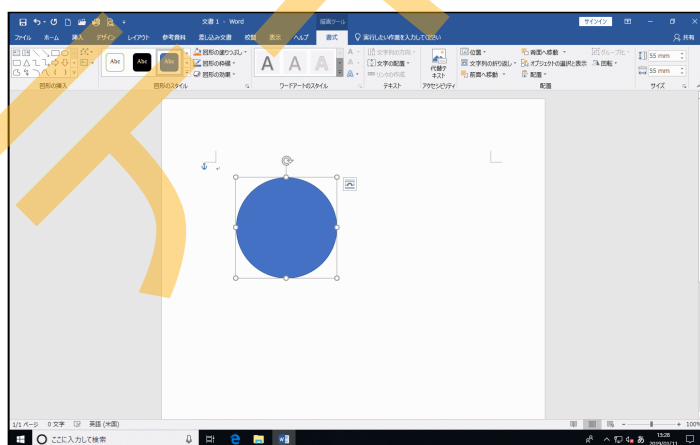 文書 1 - Word
描画ツール
サインイン
ファイル ホーム 挿入 デザイン レイアウト 参考資料 差し込み文書 校閲 表示 ヘルプ 書式 実行したい作業を入力してください 共有
Abc Abc Abc
図形の塗りつぶし
図形の枠線
図形の効果
A A A
文字列の方向
文字の配置
リンクの作成
代替テ
キスト
位置
文字列の折り返し
前面へ移動
背面へ移動
オブジェクトの選択と表示
配置
グループ化
回転
55 mm
55 mm
図形の挿入 図形のスタイル ワードアートのスタイル テキスト アクセシビリティ 配置 サイズ
1/1 ページ 0 文字 英語 (米国)
ここに入力して検索
あ
13:28
2019/03/11